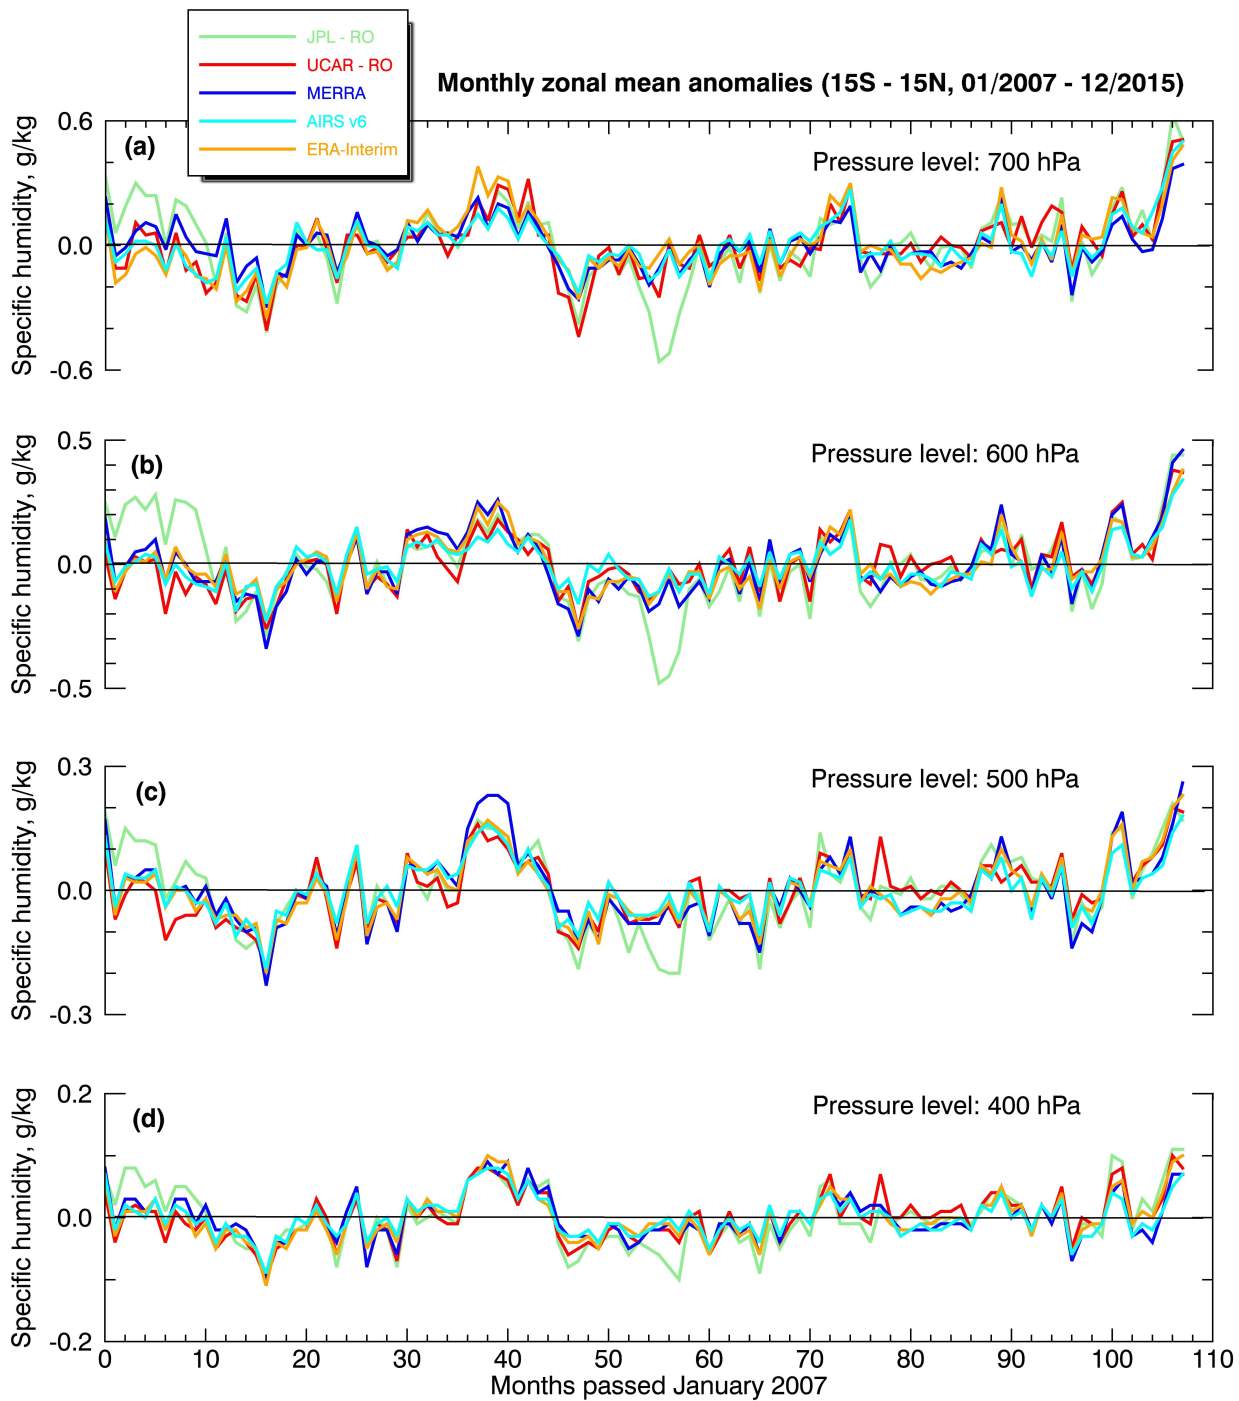 JPL - RO
UCAR - RO
MERRA
AIRS v6
ERA-Interim
Monthly zonal mean anomalies (15S - 15N, 01/2007 - 12/2015)
(a)
Pressure level: 700 hPa
Specific humidity, g/kg
0.6
0.0
-0.6
(b)
Pressure level: 600 hPa
Specific humidity, g/kg
0.5
0.0
-0.5
(c)
Pressure level: 500 hPa
Specific humidity, g/kg
0.3
0.0
-0.3
(d)
Pressure level: 400 hPa
Specific humidity, g/kg
0.2
0.0
-0.2
0 10 20 30 40 50 60 70 80 90 100 110
Months passed January 2007